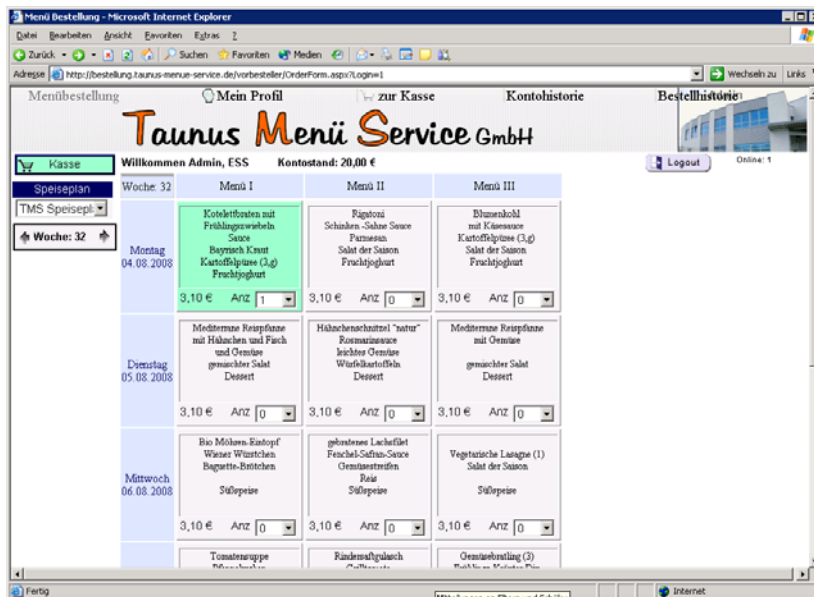 Menü Bestellung - Microsoft Internet Explorer
Datei Bearbeiten Ansicht Favoriten Extras ?
Zurück Suchen Favoriten Medien
Adresse http://bestellung.taunus-menue-service.de/vorbesteller/OrderForm.aspx?Login=1 Wechseln zu Links
Menübestellung Mein Profil zur Kasse Kontohistorie Bestellhistorie Admin
Taunus Menü Service GmbH
Kasse Willkommen Admin, ESS Kontostand: 20,00 € Logout Online: 1
Speiseplan Woche: 32 Menü I Menü II Menü III
TMS Speisepl:
Woche: 32
Montag
04.08.2008
Kotelettbraten mit
Frühlingszwiebeln
Sauce
Bayrisch Kraut
Kartoffelpüree (3,g)
Fruchtjoghurt
3,10 € Anz 1
Rigatoni
Schinken -Sahne Sauce
Parmesan
Salat der Saison
Fruchtjoghurt
3,10 € Anz 0
Blumenkohl
mit Käsesauce
Kartoffelpüree (3,g)
Salat der Saison
Fruchtjoghurt
3,10 € Anz 0
Dienstag
05.08.2008
Mediterrane Reispfanne
mit Hähnchen und Fisch
und Gemüse
gemischter Salat
Dessert
3,10 € Anz 0
Hähnchenschnitzel "natur"
Rosmarinsauce
leichtes Gemüse
Würfelkartoffeln
Dessert
3,10 € Anz 0
Mediterrane Reispfanne
mit Gemüse
gemischter Salat
Dessert
3,10 € Anz 0
Mittwoch
06.08.2008
Bio Möhren-Eintopf
Wiener Würstchen
Baguette-Brötchen
Süßspeise
3,10 € Anz 0
gebratenes Lachsfilet
Fenchel-Safran-Sauce
Gemüsestreifen
Reis
Süßspeise
3,10 € Anz 0
Vegetarische Lasagne (1)
Salat der Saison
Süßspeise
3,10 € Anz 0
Tomatensuppe
Rindersaftgulasch
Gemüsebratling (3)
Fertig Internet